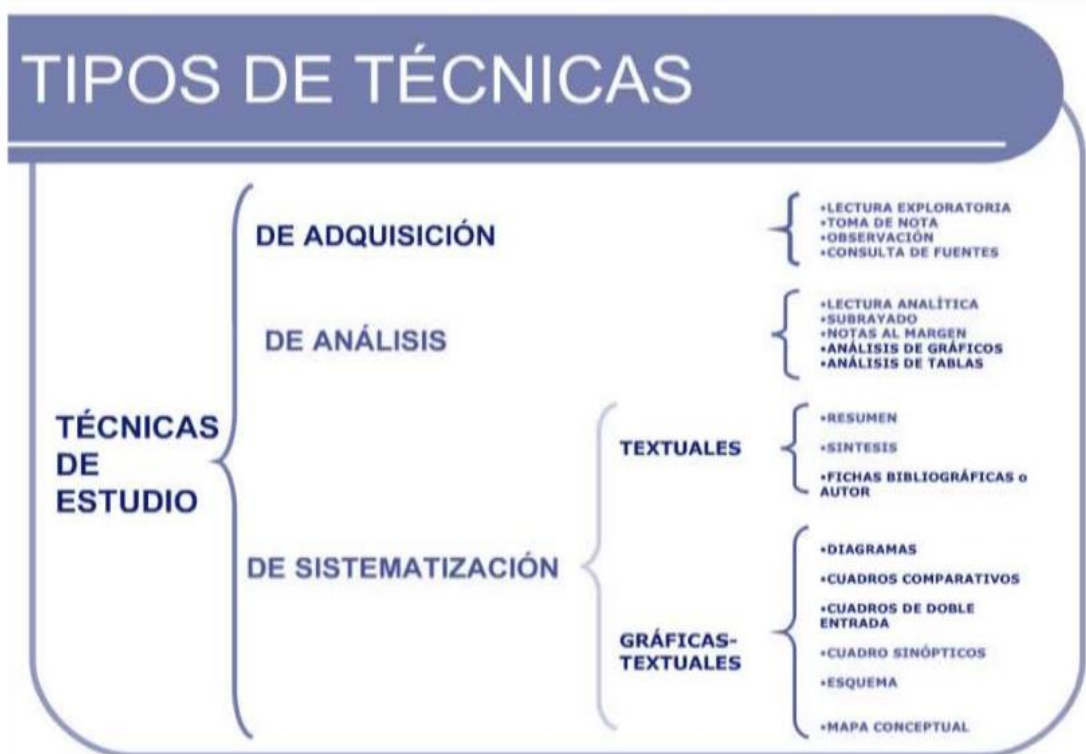 TIPOS DE TÉCNICAS
TÉCNICAS
DE
ESTUDIO
DE ADQUISICIÓN
•LECTURA EXPLORATORIA
•TOMA DE NOTA
•OBSERVACIÓN
•CONSULTA DE FUENTES
DE ANÁLISIS
•LECTURA ANALÍTICA
•SUBRAYADO
•NOTAS AL MARGEN
•ANÁLISIS DE GRÁFICOS
•ANÁLISIS DE TABLAS
DE SISTEMATIZACIÓN
TEXTUALES
•RESUMEN
•SINTESIS
•FICHAS BIBLIOGRÁFICAS o
AUTOR
GRÁFICAS-
TEXTUALES
•DIAGRAMAS
•CUADROS COMPARATIVOS
•CUADROS DE DOBLE
ENTRADA
•CUADRO SINÓPTICOS
•ESQUEMA
•MAPA CONCEPTUAL